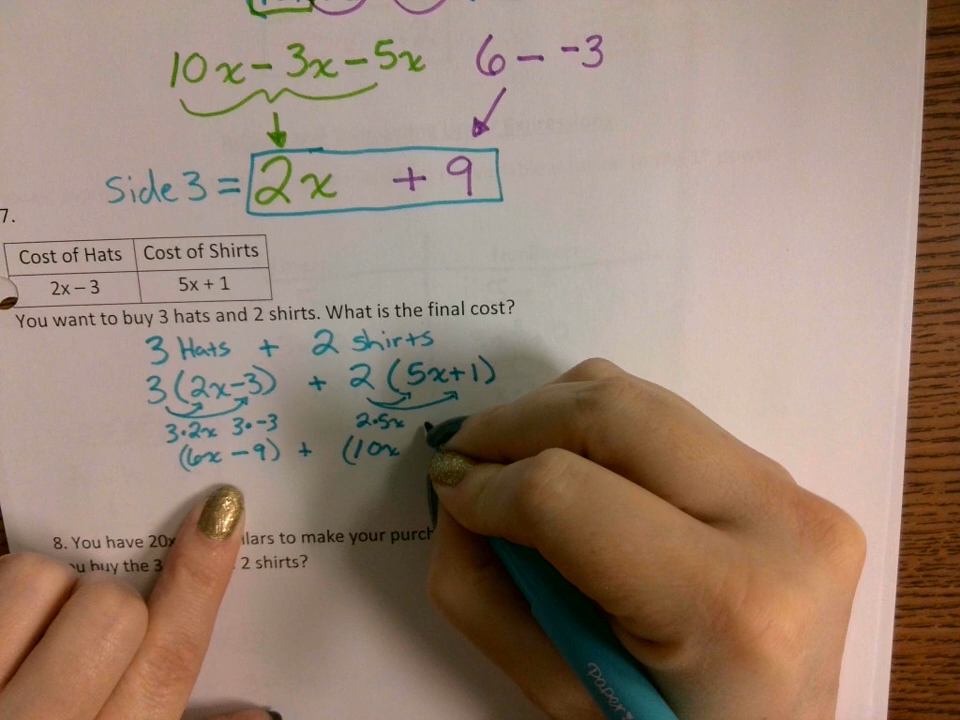 10x - 3x - 5x 6 - -3
Side 3 = 2x + 9
7.
Cost of Hats Cost of Shirts
2x – 3 5x + 1
You want to buy 3 hats and 2 shirts. What is the final cost?
3 Hats + 2 shirts
3(2x-3) + 2(5x+1)
3·2x 3·-3 2·5x
(6x - 9) + (10x
8. You have 20x to make your
buy the 3 2 shirts?